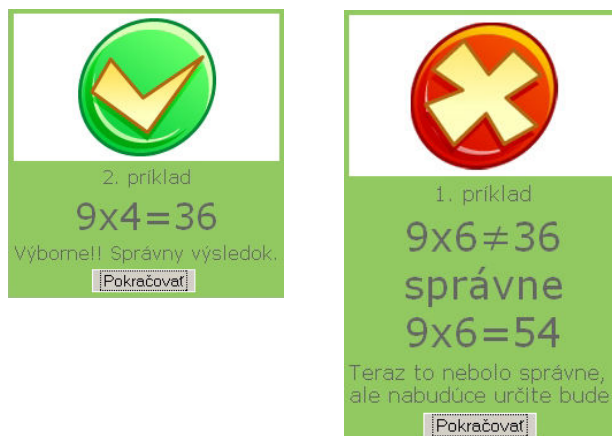 2. príklad
9x4=36
Výborne!! Správny výsledok.
Pokračovať
1. príklad
9x6≠36
správne
9x6=54
Teraz to nebolo správne,
ale nabudúce určite bude
Pokračovať